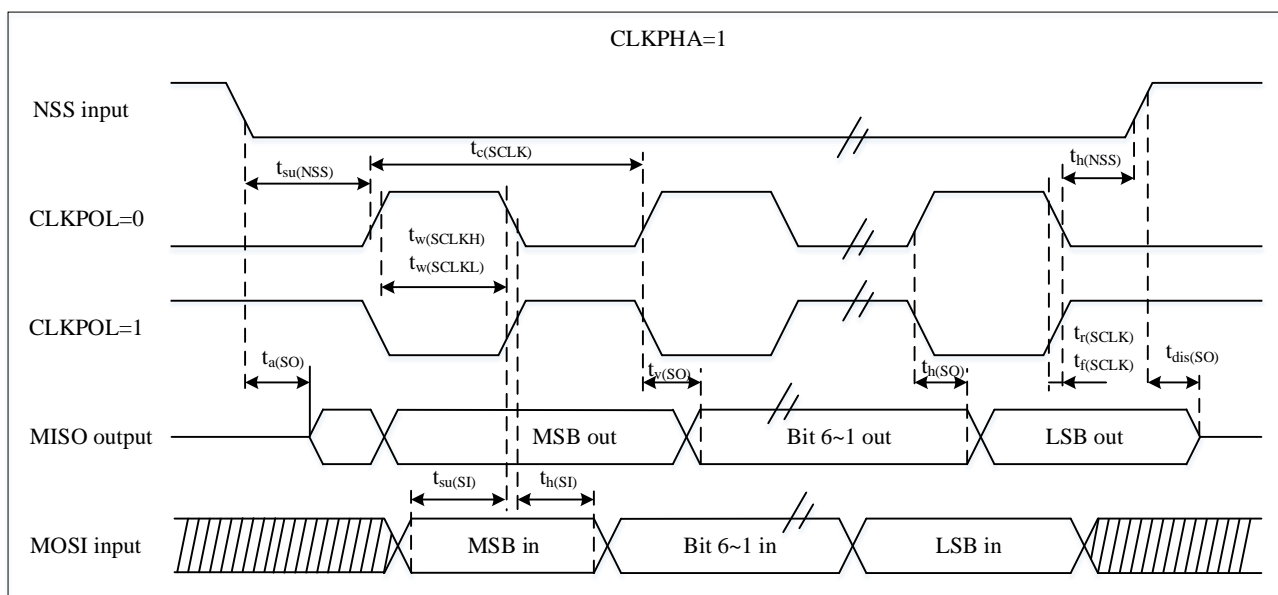 CLKPHA=1
NSS input
tc(SCLK)
tsu(NSS)
th(NSS)
CLKPOL=0
tw(SCLKH)
tw(SCLKL)
CLKPOL=1
ta(SO)
tv(SO)
th(SO)
tr(SCLK)
tf(SCLK)
tdis(SO)
MISO output
MSB out
Bit 6~1 out
LSB out
tsu(SI)
th(SI)
MOSI input
MSB in
Bit 6~1 in
LSB in